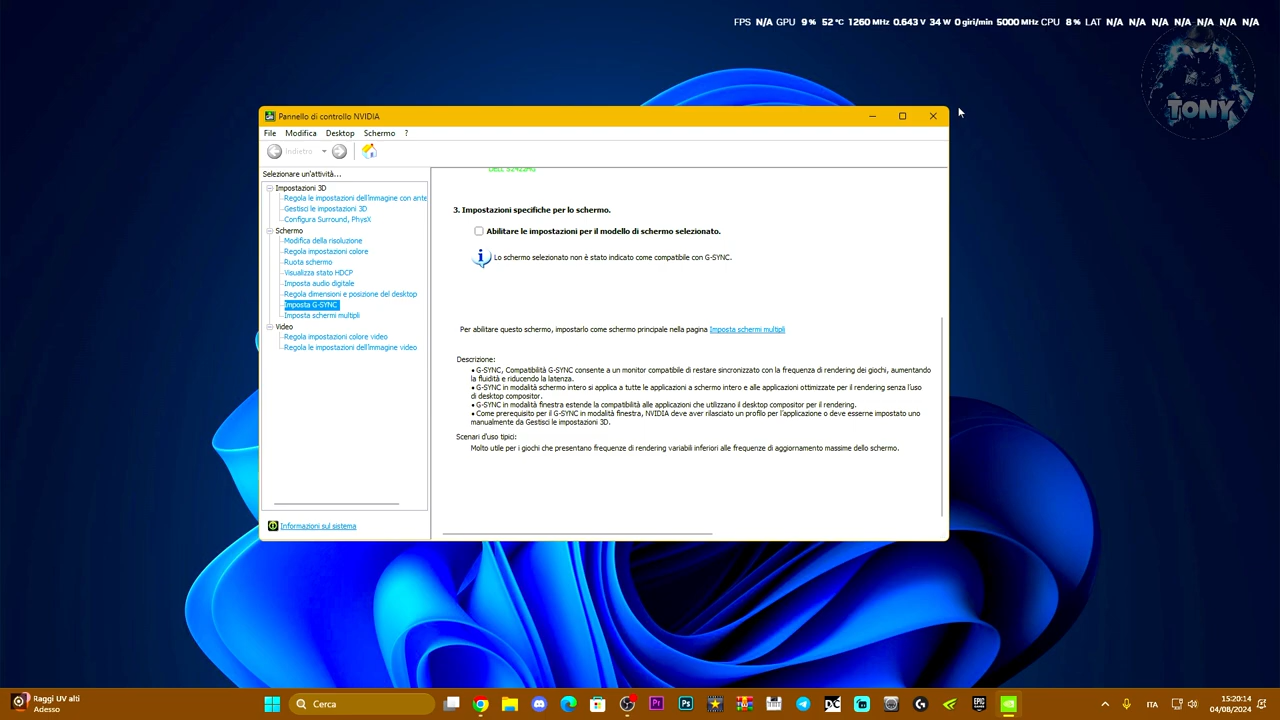 FPS N/A GPU 9 % 52 °C 1260 MHz 0.643 V 34 W 0 giri/min 5000 MHz CPU 8 % LAT N/A N/A N/A N/A N/A N/A N/A
TONY
Pannello di controllo NVIDIA
File Modifica Desktop Schermo ?
Indietro
Selezionare un'attività...
Impostazioni 3D
Regola le impostazioni dell'immagine con ante
Gestisci le impostazioni 3D
Configura Surround, PhysX
Schermo
Modifica della risoluzione
Regola impostazioni colore
Ruota schermo
Visualizza stato HDCP
Imposta audio digitale
Regola dimensioni e posizione del desktop
Imposta G-SYNC
Imposta schermi multipli
Video
Regola impostazioni colore video
Regola le impostazioni dell'immagine video
Informazioni sul sistema
3. Impostazioni specifiche per lo schermo.
Abilitare le impostazioni per il modello di schermo selezionato.
Lo schermo selezionato non è stato indicato come compatibile con G-SYNC.
Per abilitare questo schermo, impostarlo come schermo principale nella pagina Imposta schermi multipli
Descrizione:
• G-SYNC, Compatibilità G-SYNC consente a un monitor compatibile di restare sincronizzato con la frequenza di rendering dei giochi, aumentando
la fluidità e riducendo la latenza.
• G-SYNC in modalità schermo intero si applica a tutte le applicazioni a schermo intero e alle applicazioni ottimizzate per il rendering senza l'uso
di desktop compositor.
• G-SYNC in modalità finestra estende la compatibilità alle applicazioni che utilizzano il desktop compositor per il rendering.
• Come prerequisito per il G-SYNC in modalità finestra, NVIDIA deve aver rilasciato un profilo per l'applicazione o deve esserne impostato uno
manualmente da Gestisci le impostazioni 3D.
Scenari d'uso tipici:
Molto utile per i giochi che presentano frequenze di rendering variabili inferiori alle frequenze di aggiornamento massime dello schermo.
Raggi UV alti
Adesso
Cerca
Pr
Ps
DC
EPIC
ITA
15:20:14
04/08/2024